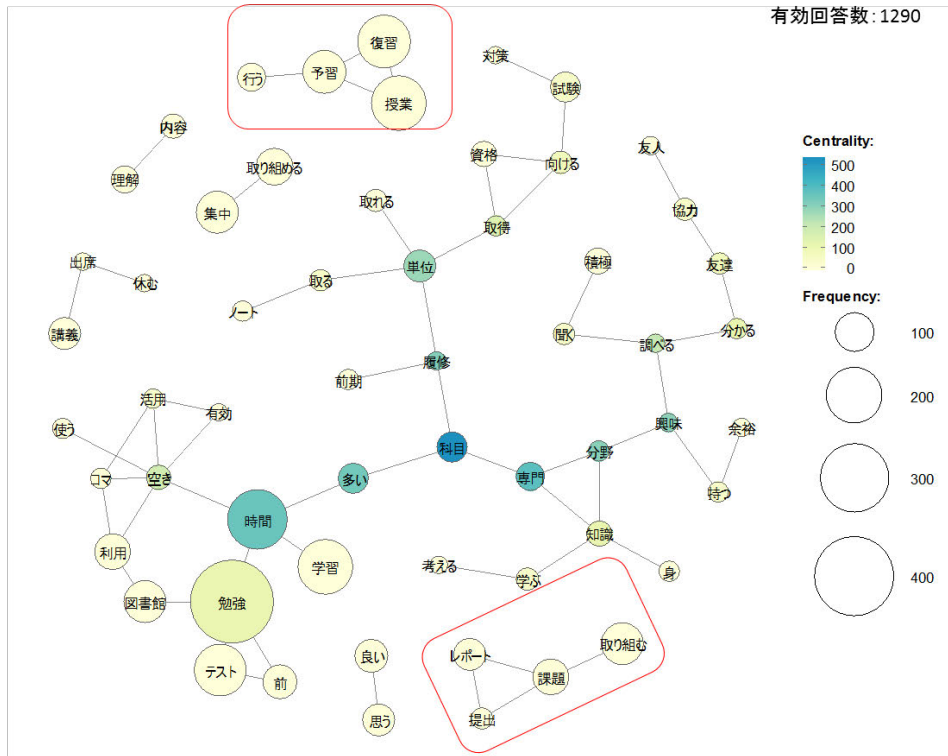 有効回答数：1290
復習
予習
行う
授業
対策
試験
内容
取り組める
理解
集中
資格
向ける
友人
取れる
取得
協力
出席
休む
単位
積極
友達
取る
ノート
講義
聞く
調べる
分かる
前期
履修
活用
有効
使う
科目
分野
興味
余裕
コマ
空き
多い
専門
持つ
時間
知識
利用
学習
考える
学ぶ
身
図書館
勉強
テスト
前
良い
思う
レポート
取り組む
課題
提出
Centrality:
500
400
300
200
100
0
Frequency:
100
200
300
400